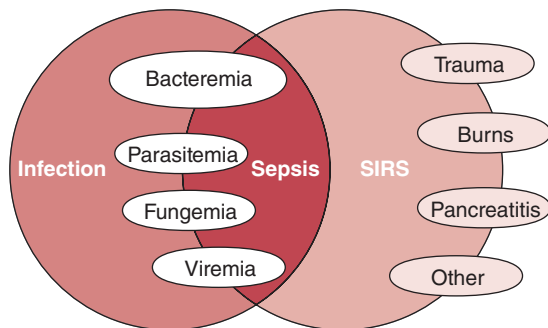 Bacteremia
Trauma
Burns
Parasitemia
Infection
Sepsis
SIRS
Fungemia
Pancreatitis
Viremia
Other